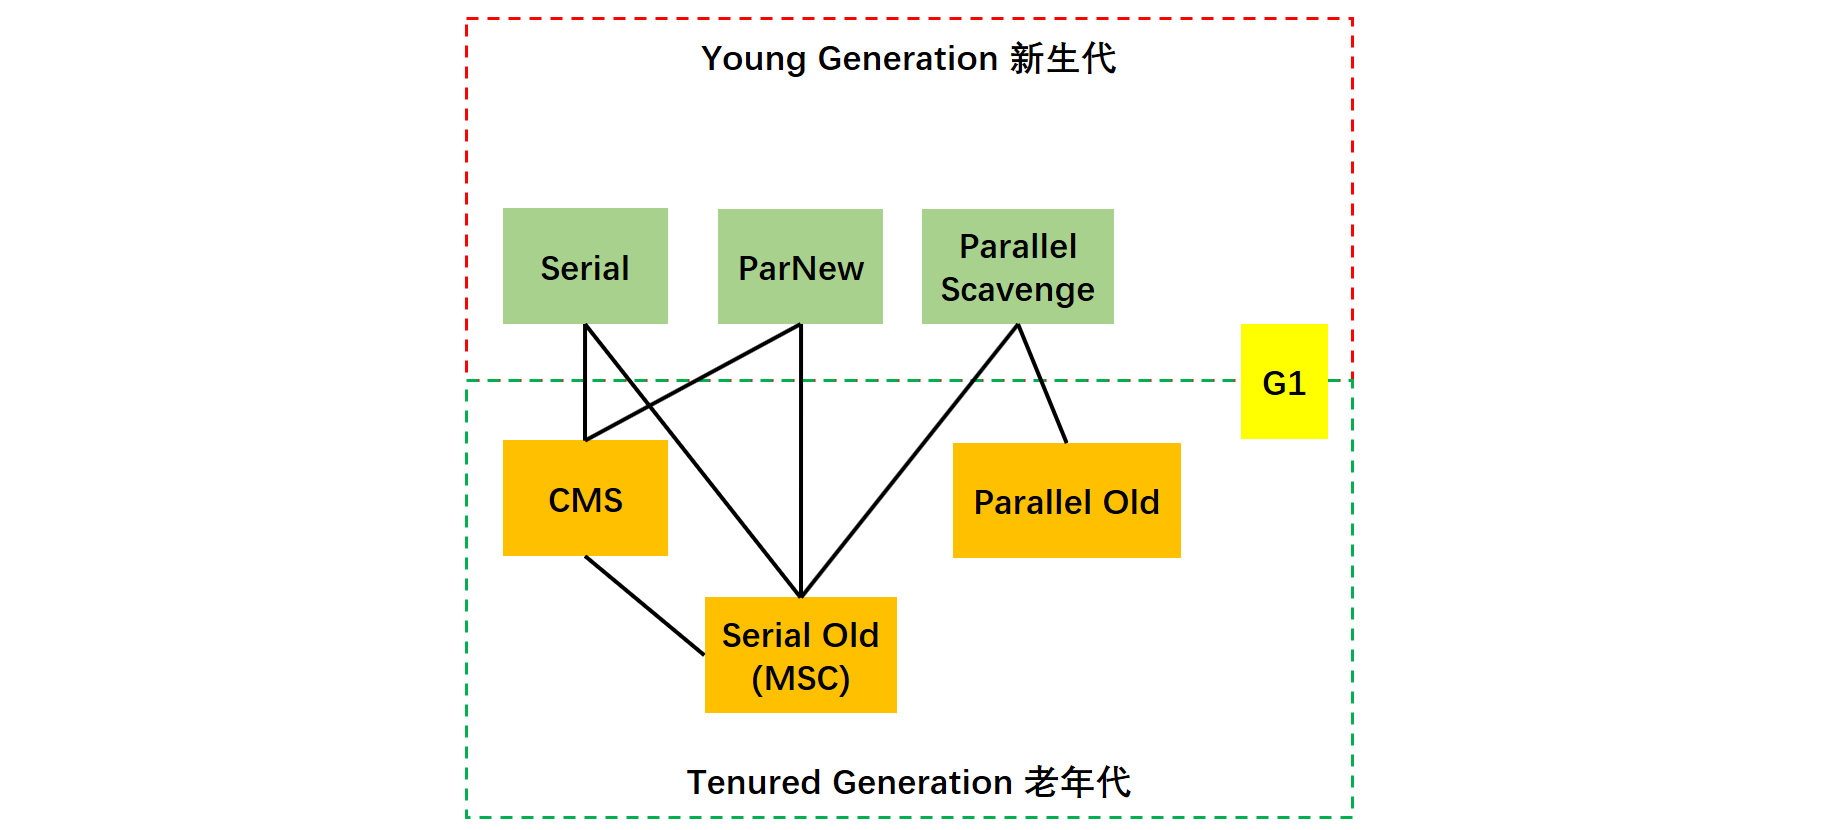 Young Generation 新生代
Serial
ParNew
Parallel
Scavenge
G1
CMS
Parallel Old
Serial Old
(MSC)
Tenured Generation 老年代